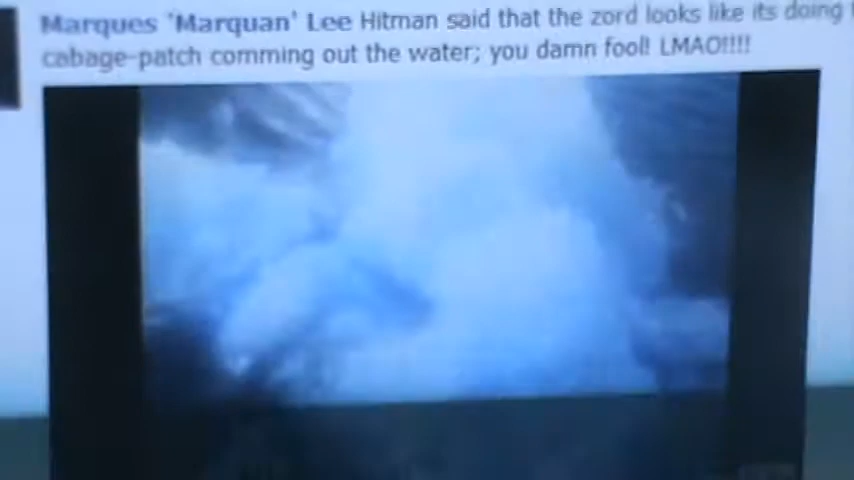 Marques 'Marquan' Lee Hitman said that the zord looks like its doing
cabage-patch comming out the water; you damn fool! LMAO!!!!